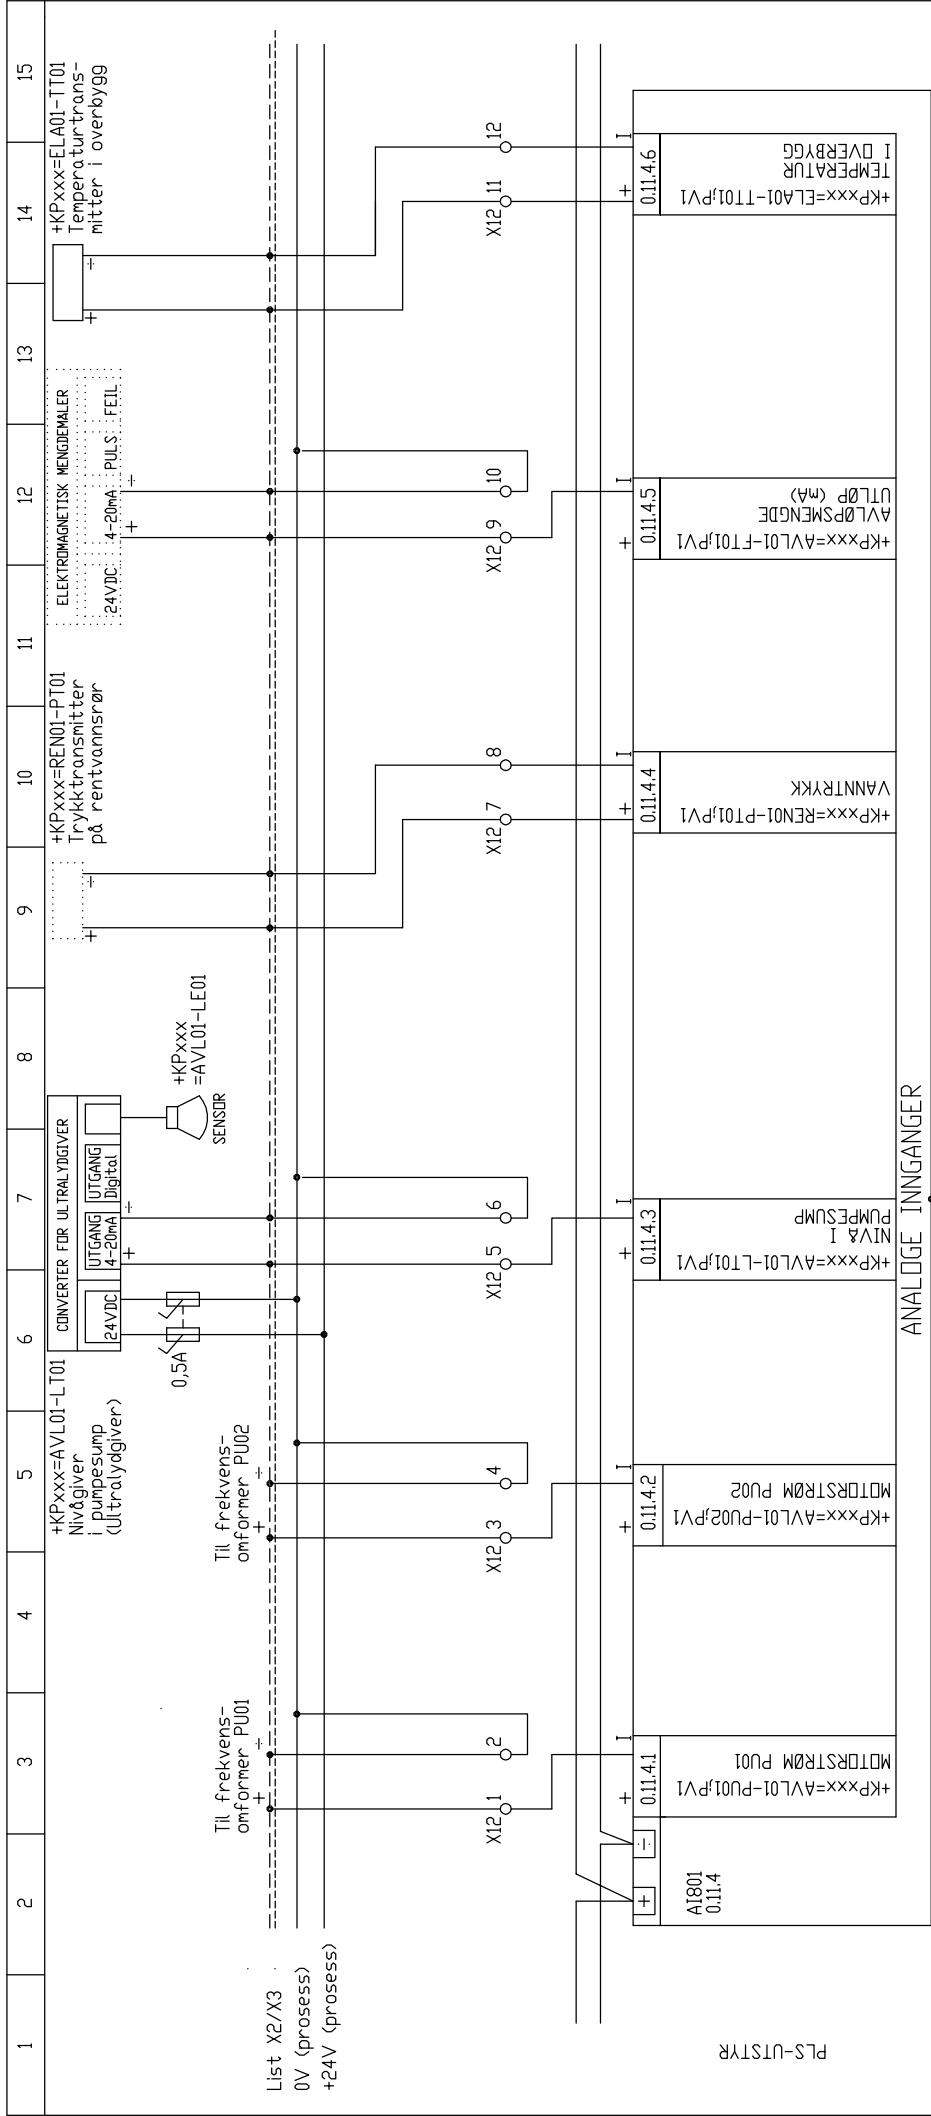 1 2 3 4 5 6 7 8 9 10 11 12 13 14 15
+KPxxx=AVL01-LT01
Nivågiver
i pumpesump
(Ultralydgiver)
CONVERTER FOR ULTRALYDGIVER
24VDC
UTGANG
4-20mA
UTGANG
Digital
+ -
0,5A
SENSOR
+KPxxx
=AVL01-LE01
+KPxxx=REN01-PT01
Trykktransmitter
på rentvannsrør
+ -
ELEKTROMAGNETISK MENGDEMÅLER
24VDC 4-20mA PULS FEIL
+ -
+KPxxx=ELA01-TT01
Temperaturtrans-
mitter i overbygg
+ -
Til frekvens-
omformer PU01
+ -
Til frekvens-
omformer PU02
+ -
List X2/X3
0V (prosess)
+24V (prosess)
X12 1 2
X12 3 4
X12 5 6
X12 7 8
X12 9 10
X12 11 12
+ - 
+ I
+ I
+ I
+ I
+ I
+ I
0.11.4.1
0.11.4.2
0.11.4.3
0.11.4.4
0.11.4.5
0.11.4.6
AI801
0.11.4
+KPxxx=AVL01-PU01;PV1
MOTORSTRØM PU01
+KPxxx=AVL01-PU02;PV1
MOTORSTRØM PU02
+KPxxx=AVL01-LT01;PV1
NIVÅ I
PUMPESUMP
+KPxxx=REN01-PT01;PV1
VANNTRYKK
+KPxxx=AVL01-FT01;PV1
AVLØPSMENGDE
UTLØP (mA)
+KPxxx=ELA01-TT01;PV1
TEMPERATUR
I OVERBYGG
PLS-UTSTYR
ANALOGE INNGANGER